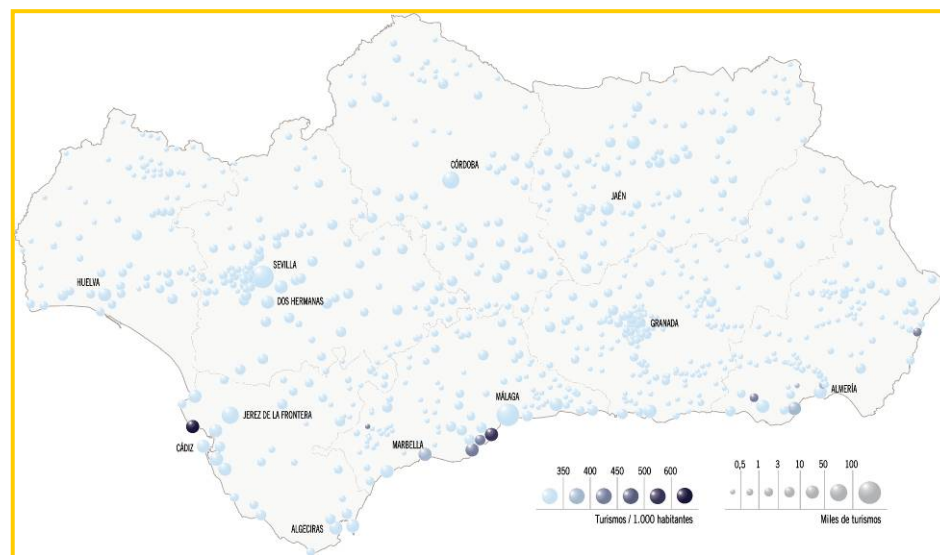 CÓRDOBA
JAÉN
SEVILLA
HUELVA
DOS HERMANAS
GRANADA
ALMERÍA
MÁLAGA
JEREZ DE LA FRONTERA
CÁDIZ
MARBELLA
ALGECIRAS
350 400 450 500 600
Turismos / 1.000 habitantes
0,5 1 3 10 50 100
Miles de turismos